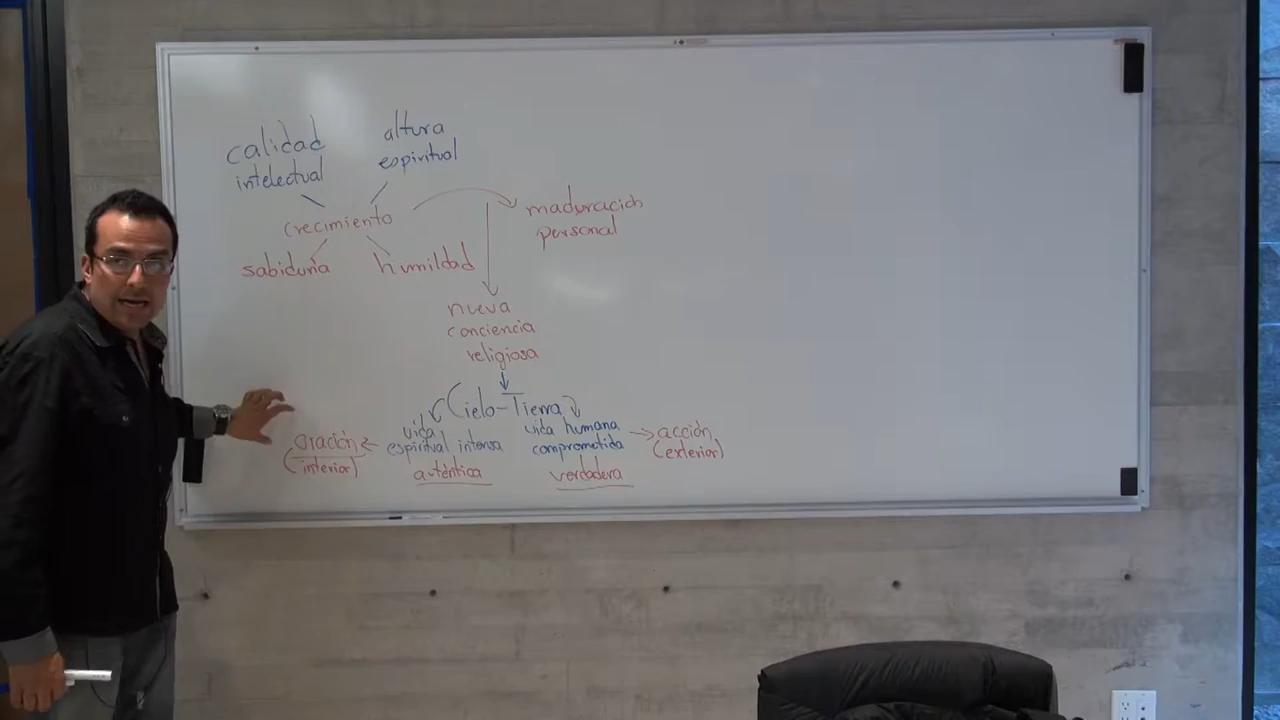 calidad
intelectual
altura
espiritual
crecimiento
sabiduría
humildad
maduración
personal
nueva
conciencia
religiosa
Cielo-Tierra
vida
espiritual intensa
auténtica
vida humana
comprometida
verdadera
oración
(interior)
acción
(exterior)